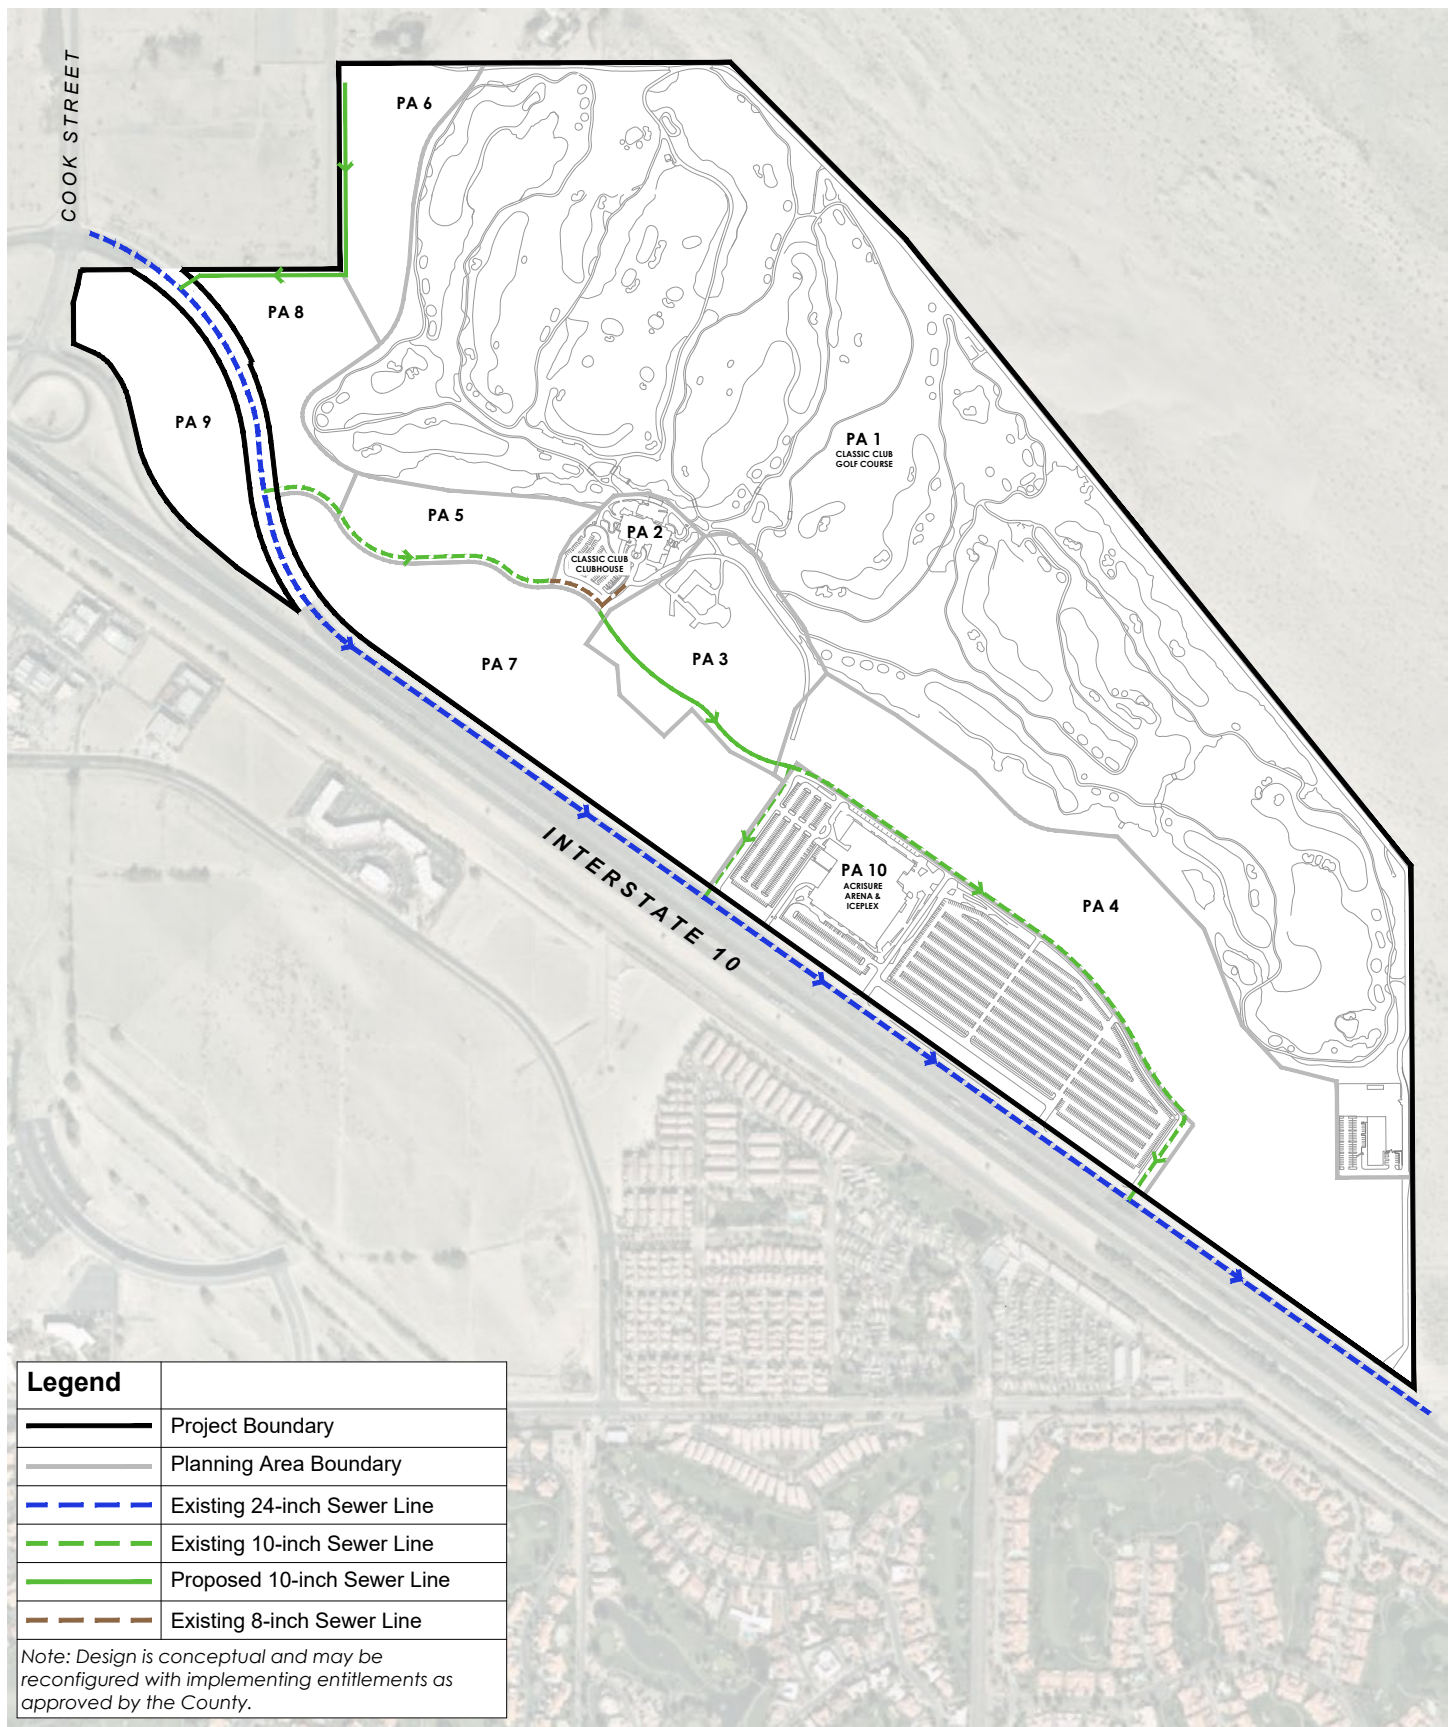 COOK STREET
PA 6
PA 8
PA 9
PA 1
CLASSIC CLUB
GOLF COURSE
PA 5
PA 2
CLASSIC CLUB
CLUBHOUSE
PA 7
PA 3
INTERSTATE 10
PA 10
ACRISURE
ARENA &
ICEPLEX
PA 4
Legend
Project Boundary
Planning Area Boundary
Existing 24-inch Sewer Line
Existing 10-inch Sewer Line
Proposed 10-inch Sewer Line
Existing 8-inch Sewer Line
Note: Design is conceptual and may be
reconfigured with implementing entitlements as
approved by the County.